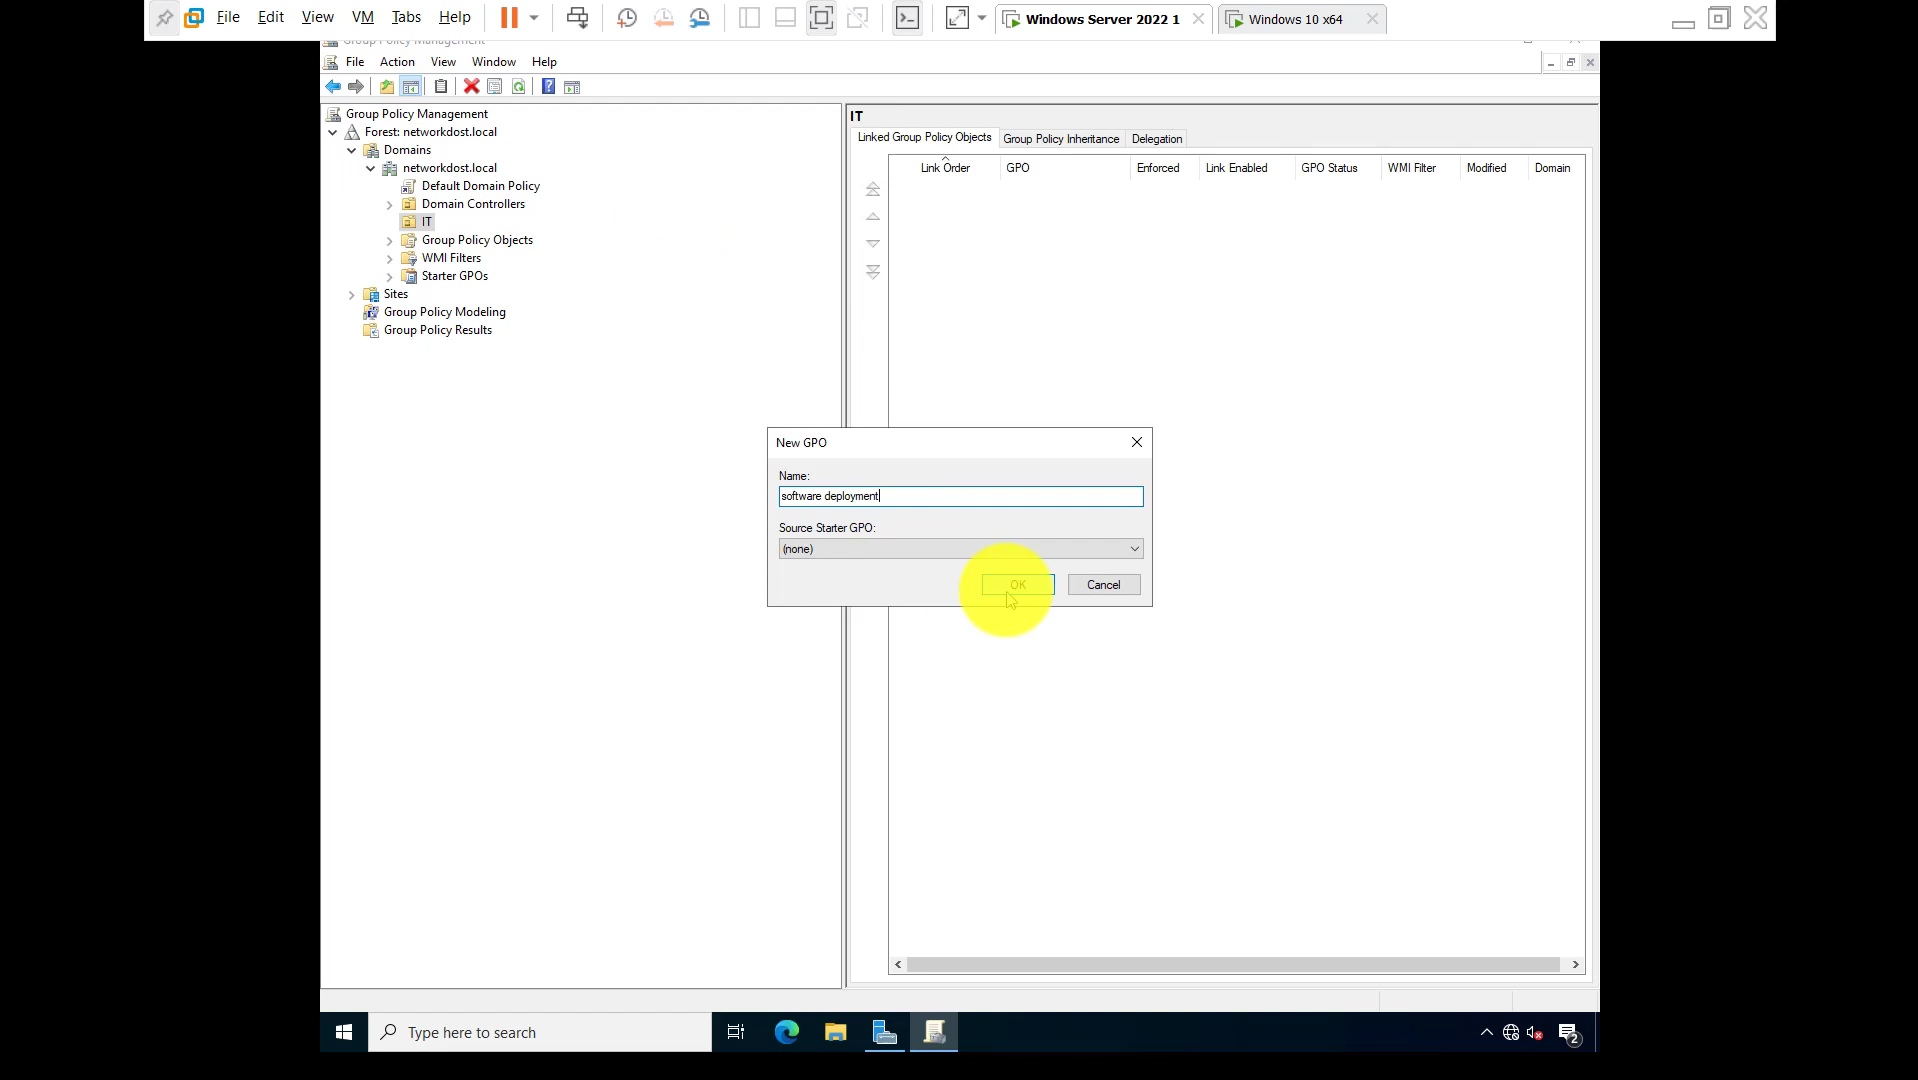 File Edit View VM Tabs Help
Windows Server 2022 1
Windows 10 x64
Group Policy Management
File Action View Window Help
Group Policy Management
Forest: networkdost.local
Domains
networkdost.local
Default Domain Policy
Domain Controllers
IT
Group Policy Objects
WMI Filters
Starter GPOs
Sites
Group Policy Modeling
Group Policy Results
IT
Linked Group Policy Objects Group Policy Inheritance Delegation
Link Order GPO Enforced Link Enabled GPO Status WMI Filter Modified Domain
New GPO
Name:
software deployment
Source Starter GPO:
(none)
OK Cancel
Type here to search
2